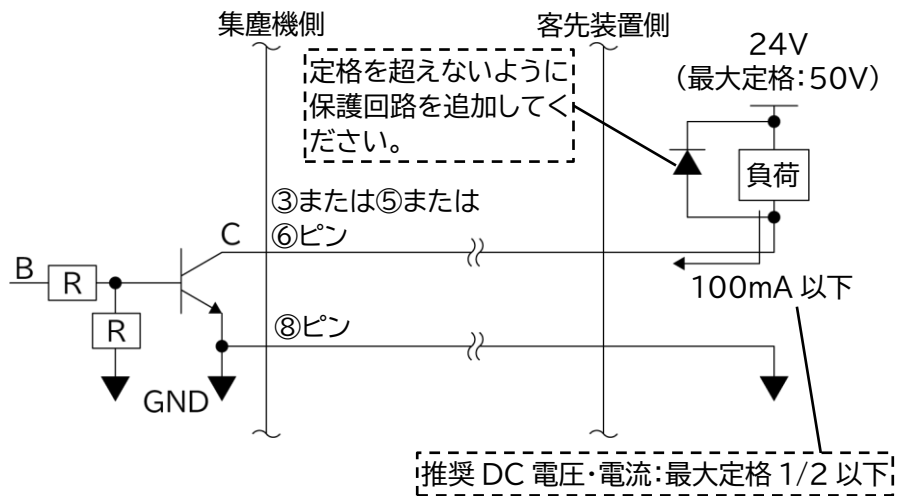 集塵機側
客先装置側
24V
（最大定格：50V）
定格を超えないように
保護回路を追加してく
ださい。
負荷
③または⑤または
⑥ピン
C
B
R
R
100mA 以下
⑧ピン
GND
推奨 DC 電圧・電流：最大定格 1/2 以下